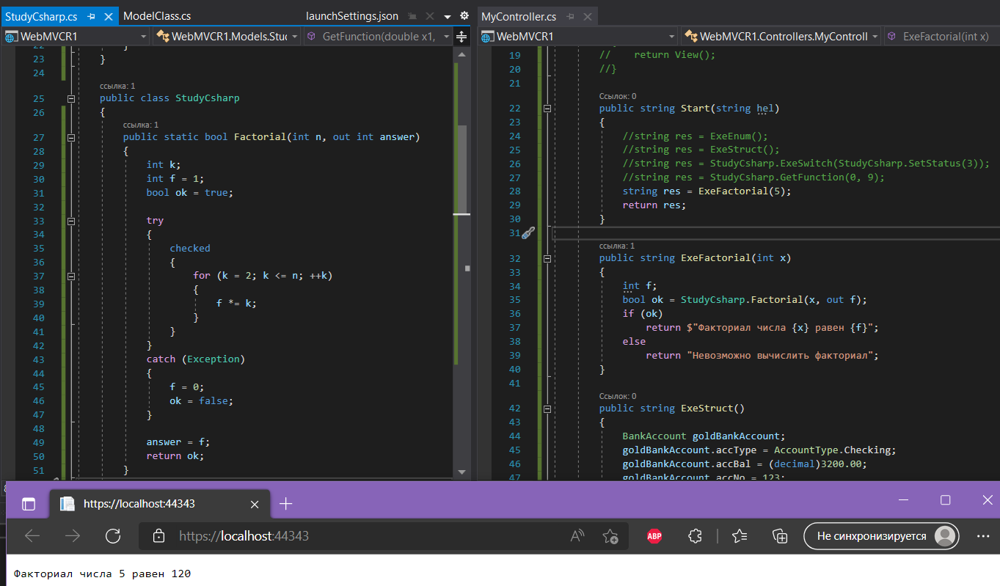 StudyCsharp.cs
ModelClass.cs
launchSettings.json
WebMVCR1
WebMVCR1.Models.Stu
GetFunction(double x1,
22 }
23 }
24
ссылка: 1
25 public class StudyCsharp
26 {
ссылка: 1
27 public static bool Factorial(int n, out int answer)
28 {
29 int k;
30 int f = 1;
31 bool ok = true;
32
33 try
34 {
35 checked
36 {
37 for (k = 2; k <= n; ++k)
38 {
39 f *= k;
40 }
41 }
42 }
43 catch (Exception)
44 {
45 f = 0;
46 ok = false;
47 }
48
49 answer = f;
50 return ok;
51 }
MyController.cs
WebMVCR1
WebMVCR1.Controllers.MyControll
ExeFactorial(int x)
19 // return View();
20 //}
21
Ссылок: 0
22 public string Start(string hel)
23 {
24 //string res = ExeEnum();
25 //string res = ExeStruct();
26 //string res = StudyCsharp.ExeSwitch(StudyCsharp.SetStatus(3));
27 //string res = StudyCsharp.GetFunction(0, 9);
28 string res = ExeFactorial(5);
29 return res;
30 }
31
ссылка: 1
32 public string ExeFactorial(int x)
33 {
34 int f;
35 bool ok = StudyCsharp.Factorial(x, out f);
36 if (ok)
37 return $"Факториал числа {x} равен {f}";
38 else
39 return "Невозможно вычислить факториал";
40 }
41
Ссылок: 0
42 public string ExeStruct()
43 {
44 BankAccount goldBankAccount;
45 goldBankAccount.accType = AccountType.Checking;
46 goldBankAccount.accBal = (decimal)3200.00;
47 goldBankAccount.accNo = 123;
https://localhost:44343
https://localhost:44343
ABP
Не синхронизируется
Факториал числа 5 равен 120